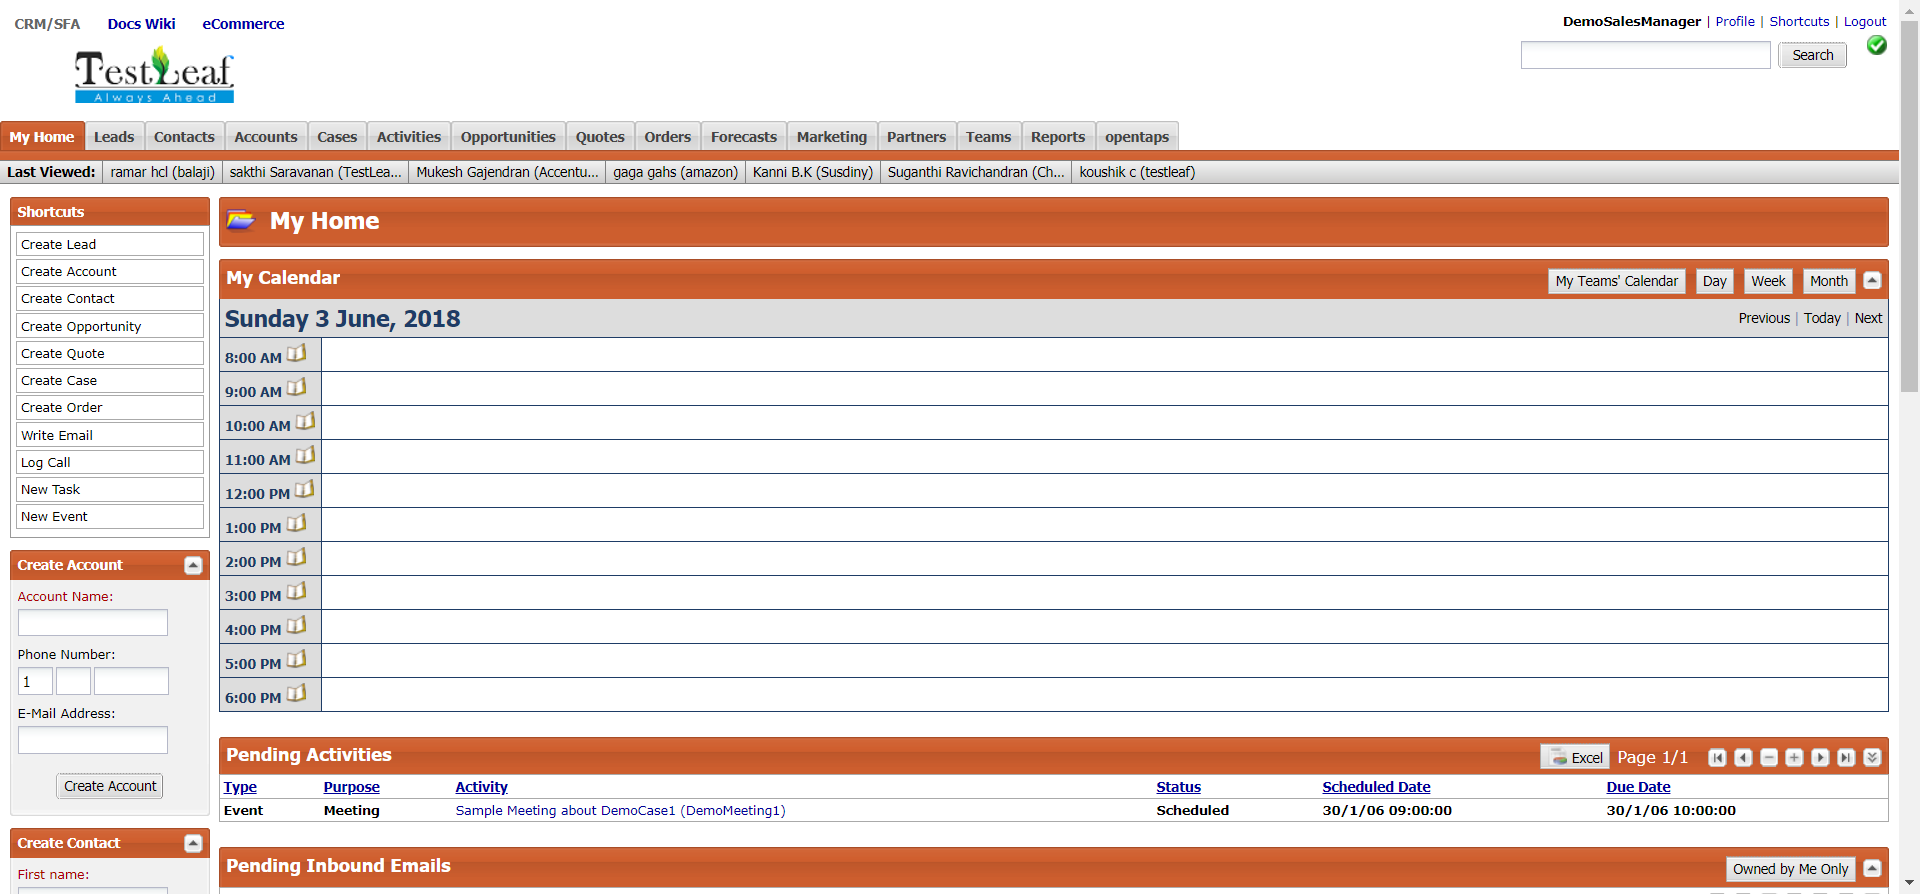 CRM/SFA Docs Wiki eCommerce
DemoSalesManager | Profile | Shortcuts | Logout
Search
TestLeaf
Always Ahead
My Home Leads Contacts Accounts Cases Activities Opportunities Quotes Orders Forecasts Marketing Partners Teams Reports opentaps
Last Viewed: ramar hcl (balaji) sakthi Saravanan (TestLea... Mukesh Gajendran (Accentu... gaga gahs (amazon) Kanni B.K (Susdiny) Suganthi Ravichandran (Ch... koushik c (testleaf)
Shortcuts
Create Lead
Create Account
Create Contact
Create Opportunity
Create Quote
Create Case
Create Order
Write Email
Log Call
New Task
New Event
Create Account
Account Name:
Phone Number:
1
E-Mail Address:
Create Account
Create Contact
First name:
My Home
My Calendar
My Teams' Calendar Day Week Month
Sunday 3 June, 2018
Previous | Today | Next
8:00 AM
9:00 AM
10:00 AM
11:00 AM
12:00 PM
1:00 PM
2:00 PM
3:00 PM
4:00 PM
5:00 PM
6:00 PM
Pending Activities
Excel Page 1/1
Type Purpose Activity Status Scheduled Date Due Date
Event Meeting Sample Meeting about DemoCase1 (DemoMeeting1) Scheduled 30/1/06 09:00:00 30/1/06 10:00:00
Pending Inbound Emails
Owned by Me Only